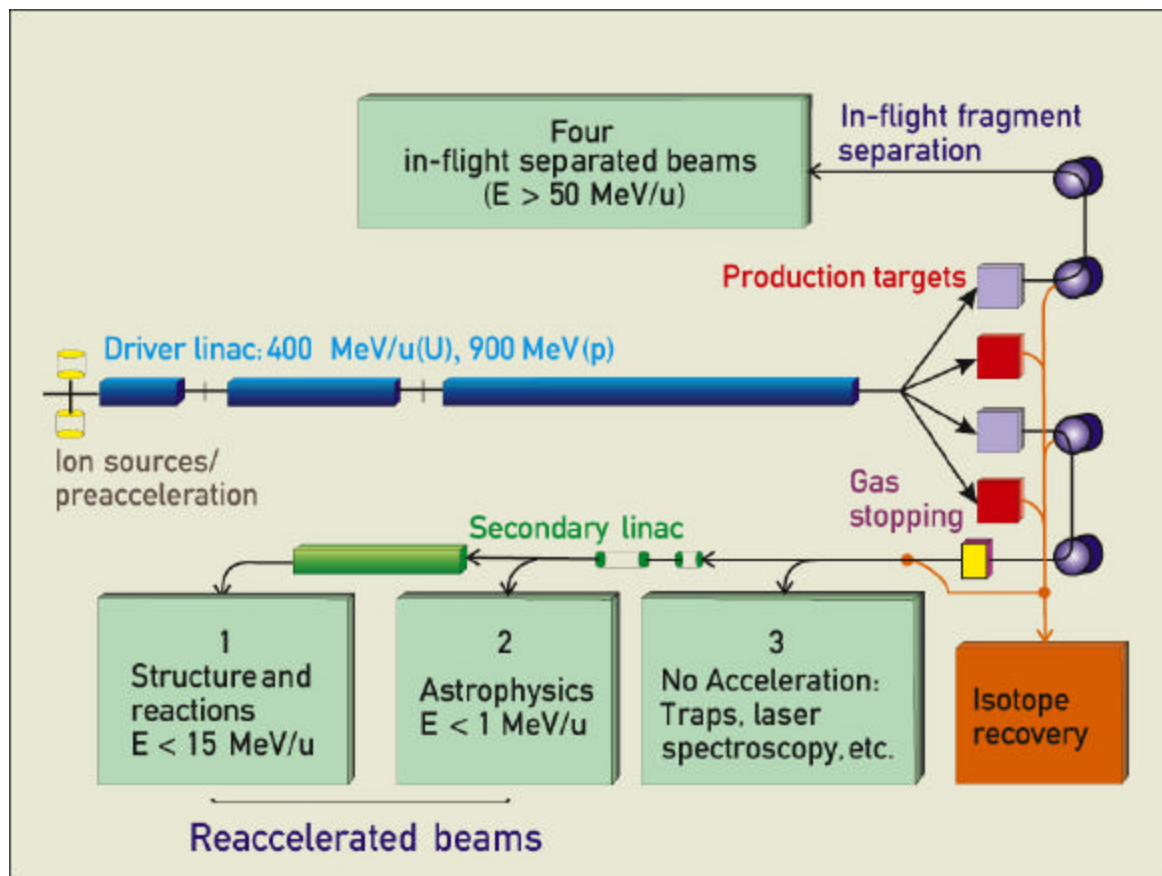 Four
in-flight separated beams
(E > 50 MeV/u)
In-flight fragment
separation
Production targets
Driver linac: 400 MeV/u(U), 900 MeV(p)
Ion sources/
preacceleration
Gas
stopping
Secondary linac
1
Structure and
reactions
E < 15 MeV/u
2
Astrophysics
E < 1 MeV/u
3
No Acceleration:
Traps, laser
spectroscopy, etc.
Isotope
recovery
Reaccelerated beams